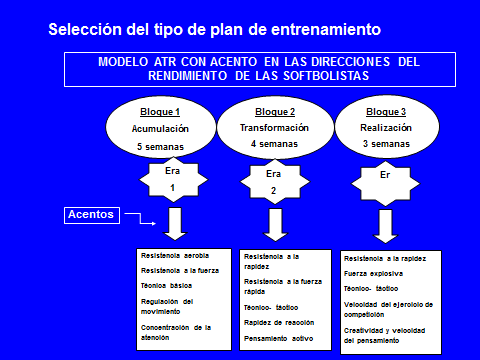 Selección del tipo de plan de entrenamiento
MODELO ATR CON ACENTO EN LAS DIRECCIONES DEL
RENDIMIENTO DE LAS SOFTBOLISTAS
Bloque 1
Acumulación
5 semanas
Bloque 2
Transformación
4 semanas
Bloque 3
Realización
3 semanas
Era
1
Era
2
Er
Acentos
Resistencia aerobia
Resistencia a la fuerza
Técnica básica
Regulación del
movimiento
Concentración de la
atención
Resistencia a la
rapidez
Resistencia a la fuerza
rápida
Técnico- táctico
Rapidez de reacción
Pensamiento activo
Resistencia a la rapidez
Fuerza explosiva
Técnico- táctico
Velocidad del ejercicio de
competición
Creatividad y velocidad
del pensamiento